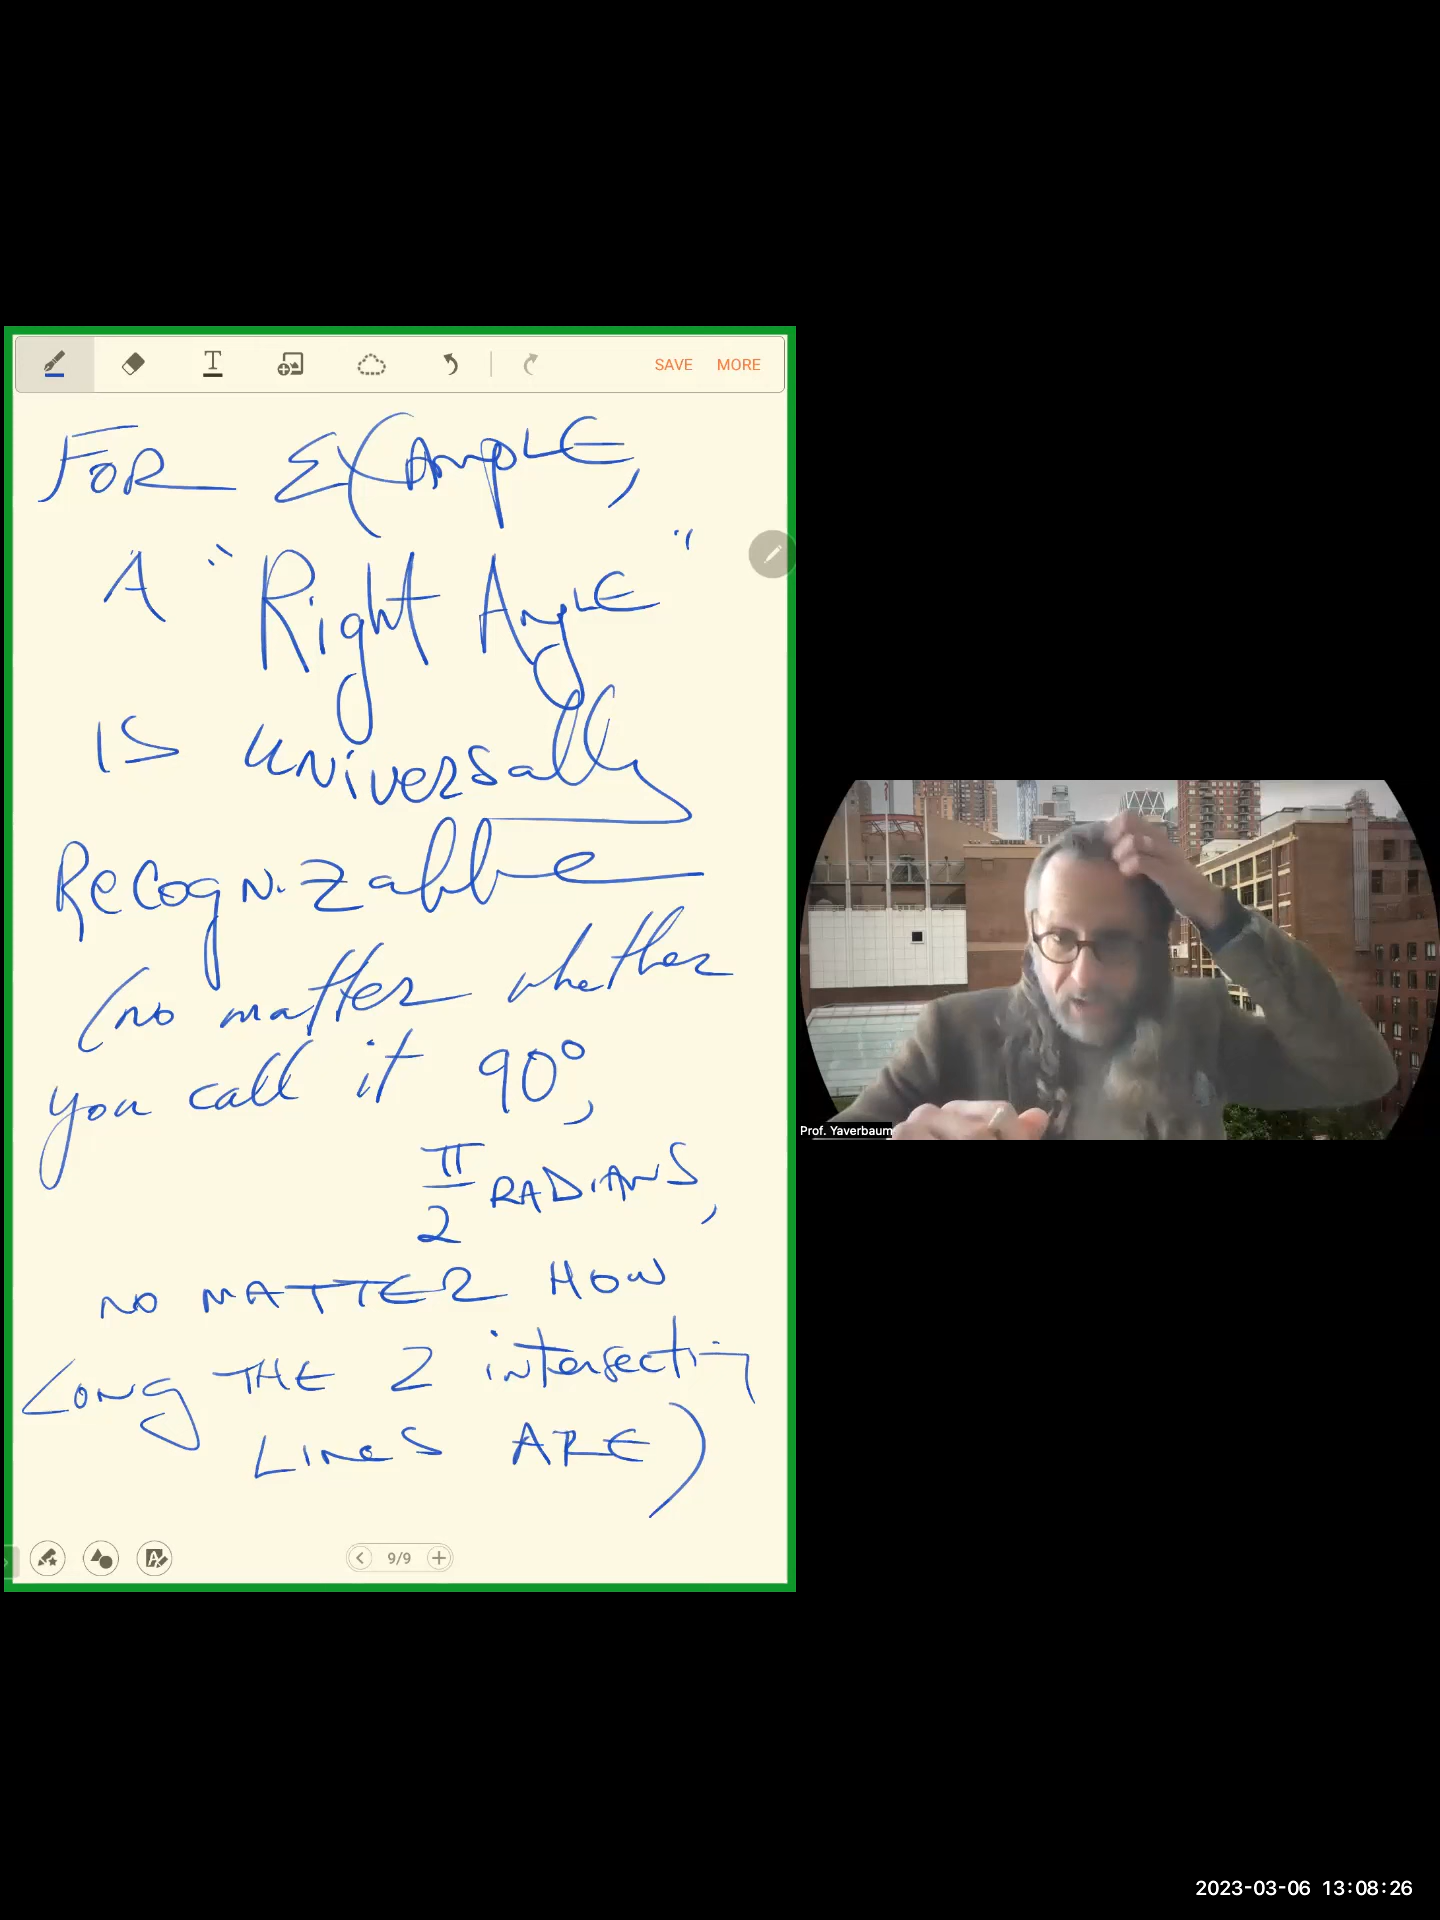 SAVE MORE
FOR EXAMPLE,
A "Right AngLE"
IS universally
Recognizable
(no matter whether
you call it 90°,
π/2 RADIANS,
NO MATTER HOW
LONG THE 2 intersecting
LINES ARE)
9/9
Prof. Yaverbaum
2023-03-06 13:08:26